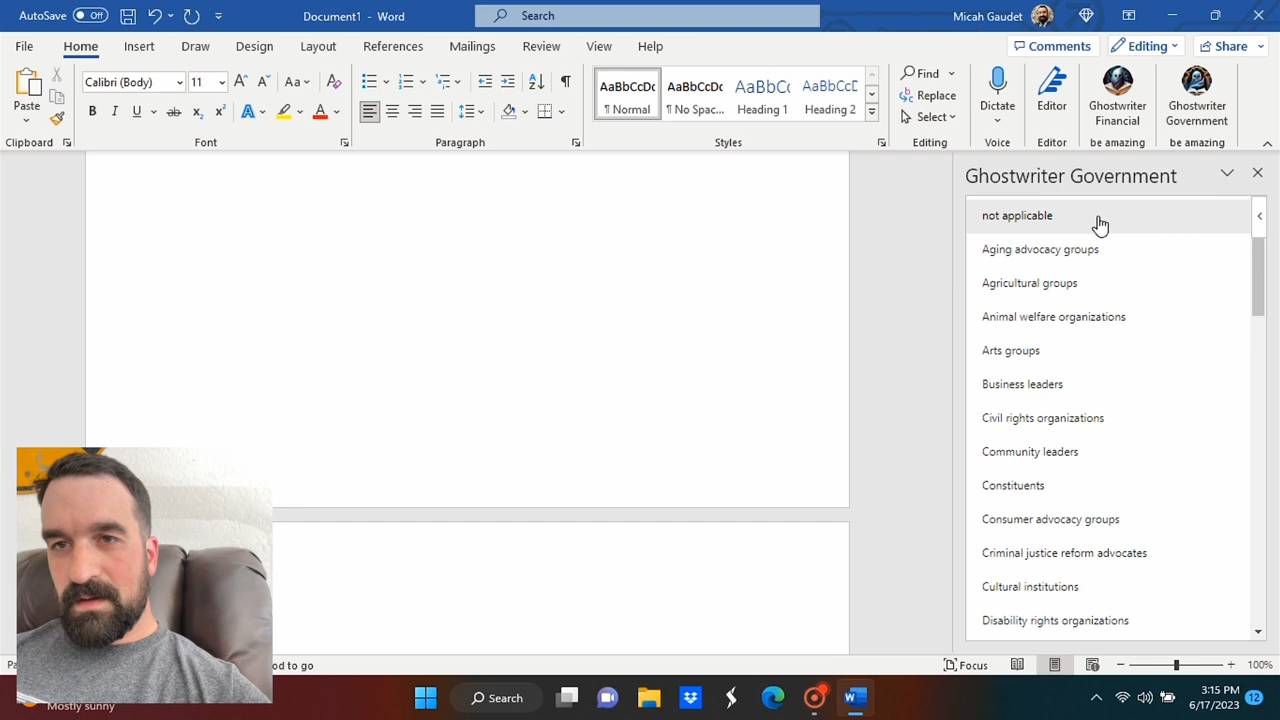 AutoSave Off
Document1 - Word
Search
Micah Gaudet
File Home Insert Draw Design Layout References Mailings Review View Help
Comments Editing Share
Paste
Clipboard
Calibri (Body) 11
Font
Paragraph
AaBbCcDc AaBbCcDc AaBbCc AaBbCcD
¶ Normal ¶ No Spac... Heading 1 Heading 2
Styles
Find
Replace
Select
Editing
Dictate
Voice
Editor
Editor
Ghostwriter Financial
be amazing
Ghostwriter Government
be amazing
Ghostwriter Government
not applicable
Aging advocacy groups
Agricultural groups
Animal welfare organizations
Arts groups
Business leaders
Civil rights organizations
Community leaders
Constituents
Consumer advocacy groups
Criminal justice reform advocates
Cultural institutions
Disability rights organizations
od to go
Focus
100%
Mostly sunny
Search
3:15 PM
6/17/2023
12